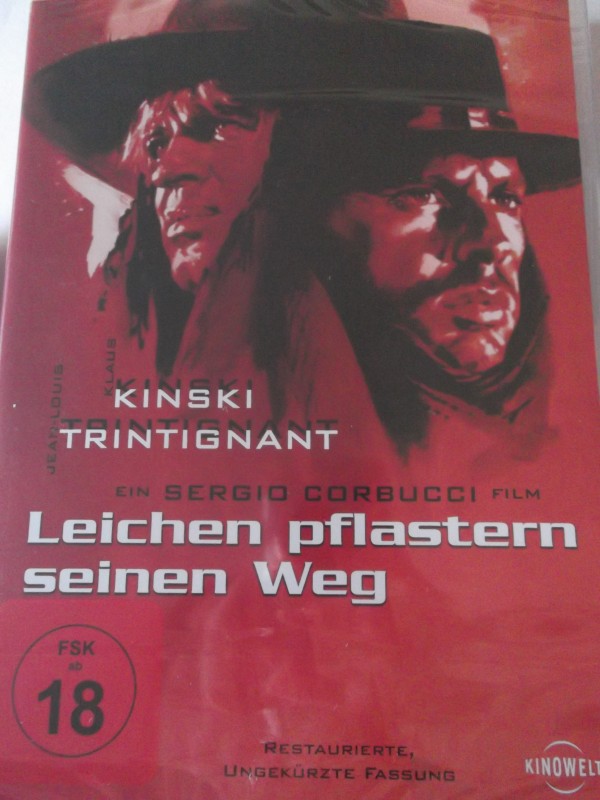 KLAUS
KINSKI
JEAN-LOUIS
TRINTIGNANT
EIN SERGIO CORBUCCI FILM
Leichen pflastern
seinen Weg
FSK
ab
18
RESTAURIERTE,
UNGEKÜRZTE FASSUNG
KINOWELT